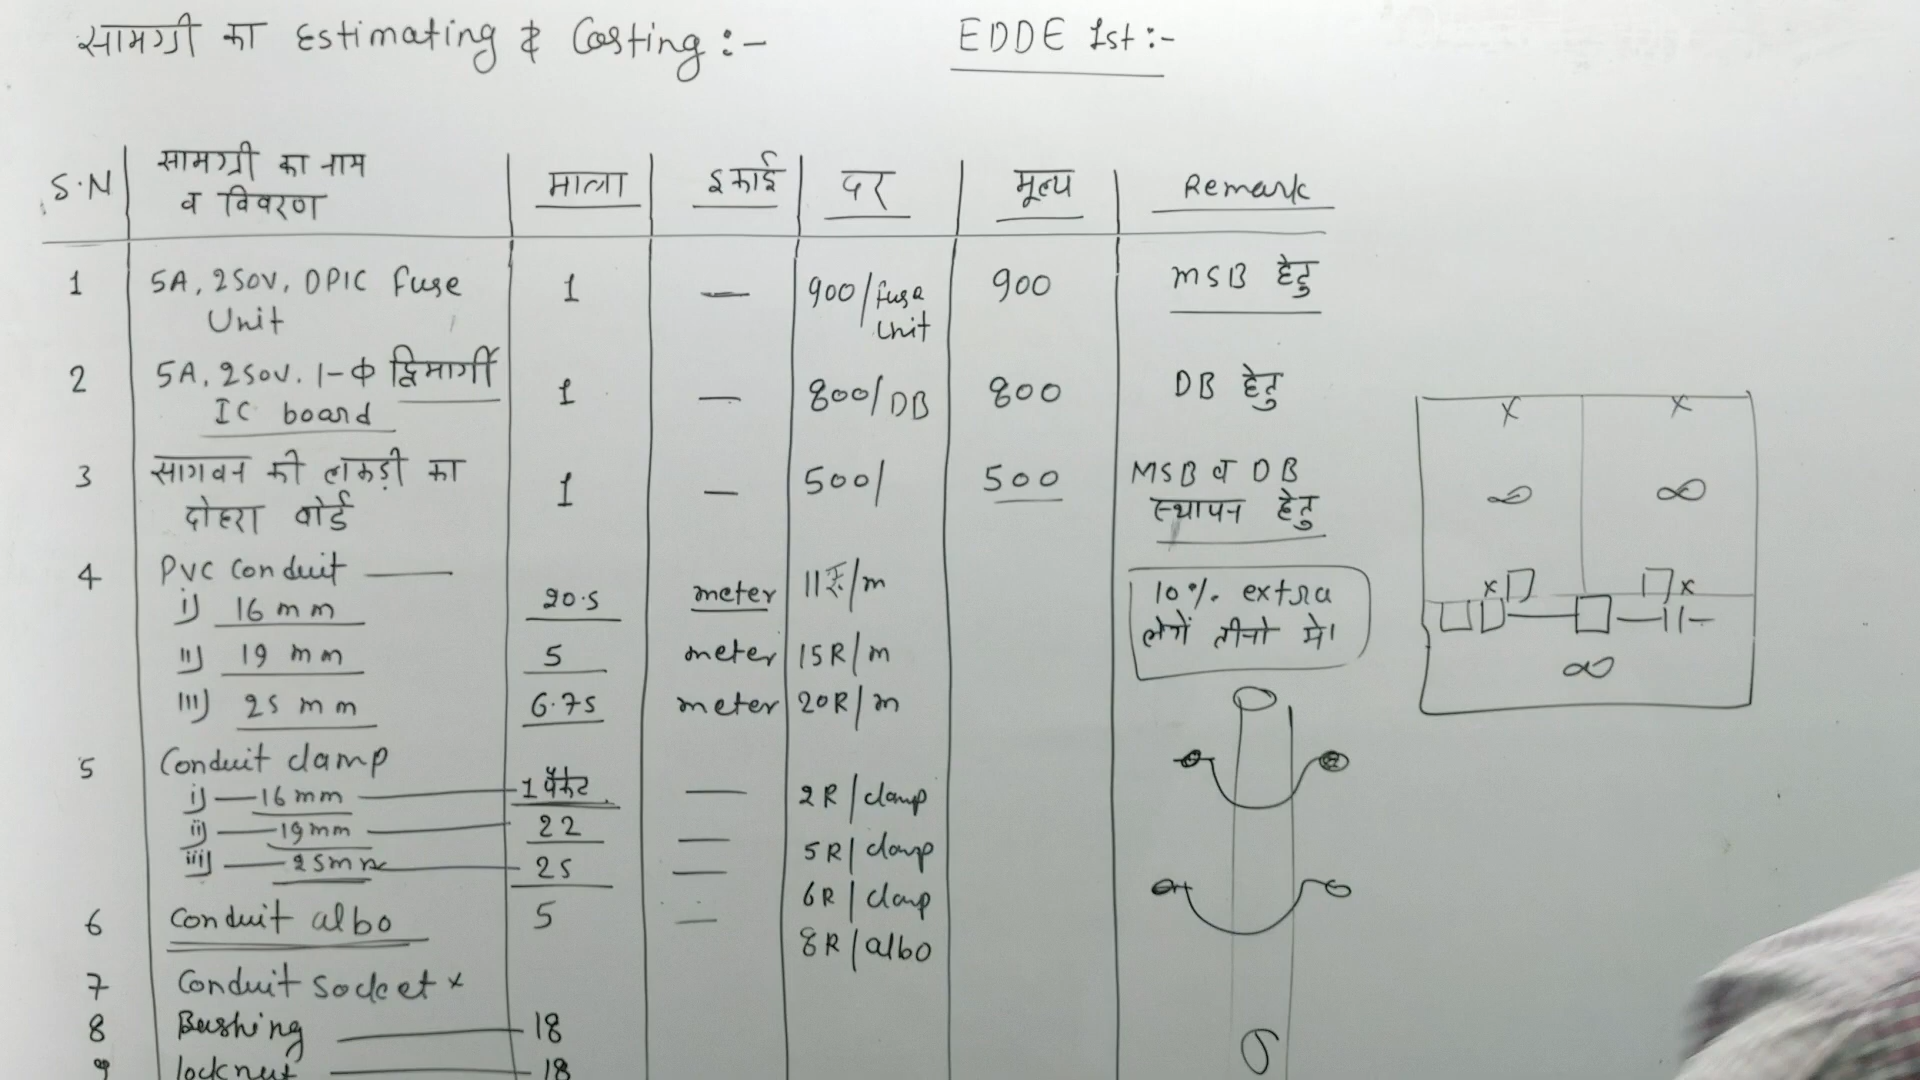 सामग्री का Estimating & Costing :-
EDDE 1st :-
S.N सामग्री का नाम व विवरण मात्रा इकाई दर मूल्य Remark
1 5A, 250V, DPIC fuse Unit 1 — 900/fuse unit 900 MSB हेतु
2 5A, 250V. 1-Φ द्विमार्गी IC board 1 — 800/DB 800 DB हेतु
3 सागवन की लकड़ी का दोहरा बोर्ड 1 — 500/ 500 MSB व DB स्थापन हेतु
4 PVC Conduit —
i) 16 mm 20.5 meter 11रु/m
10% extra लेगें तीनो मे।
ii) 19 mm 5 meter 15R/m
iii) 25 mm 6.75 meter 20R/m
5 Conduit clamp
i) — 16 mm — 1 पैकेट — 2R/clamp
ii) — 19mm — 22 — 5R/clamp
iii) — 25mm — 25 — 6R/clamp
6 Conduit albo 5 — 8R/albo
7 Conduit Socket x
8 Bushing — 18
9 locknut — 18